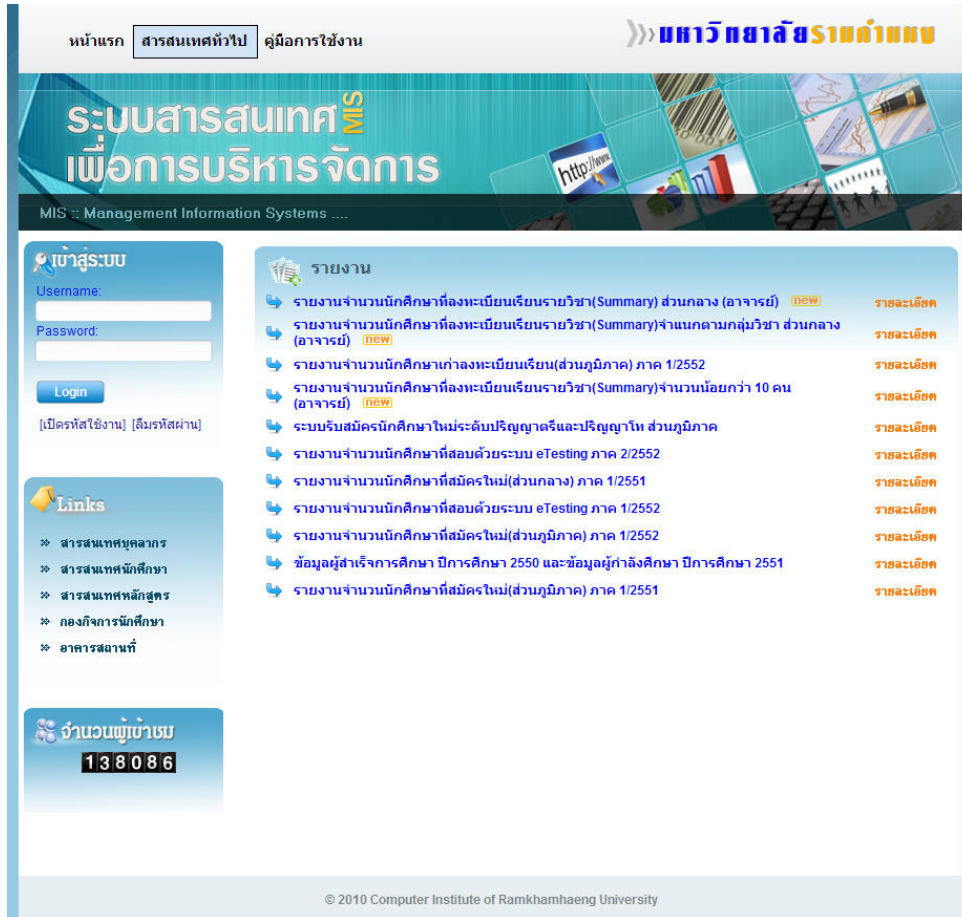 หน้าแรก สารสนเทศทั่วไป คู่มือการใช้งาน
มหาวิทยาลัยรามคำแหง
ระบบสารสนเทศ MIS
เพื่อการบริหารจัดการ
http://www
MIS :: Management Information Systems ....
เข้าสู่ระบบ
Username:
Password:
Login
[เปิดรหัสใช้งาน] [ลืมรหัสผ่าน]
Links
สารสนเทศบุคลากร
สารสนเทศนักศึกษา
สารสนเทศหลักสูตร
กองกิจการนักศึกษา
อาคารสถานที่
จำนวนผู้เข้าชม
138086
รายงาน
รายงานจำนวนนักศึกษาที่ลงทะเบียนเรียนรายวิชา(Summary) ส่วนกลาง (อาจารย์) new รายละเอียด
รายงานจำนวนนักศึกษาที่ลงทะเบียนเรียนรายวิชา(Summary)จำแนกตามกลุ่มวิชา ส่วนกลาง
(อาจารย์) new รายละเอียด
รายงานจำนวนนักศึกษาเก่าลงทะเบียนเรียน(ส่วนภูมิภาค) ภาค 1/2552 รายละเอียด
รายงานจำนวนนักศึกษาที่ลงทะเบียนเรียนรายวิชา(Summary)จำนวนน้อยกว่า 10 คน
(อาจารย์) new รายละเอียด
ระบบรับสมัครนักศึกษาใหม่ระดับปริญญาตรีและปริญญาโท ส่วนภูมิภาค รายละเอียด
รายงานจำนวนนักศึกษาที่สอบด้วยระบบ eTesting ภาค 2/2552 รายละเอียด
รายงานจำนวนนักศึกษาที่สมัครใหม่(ส่วนกลาง) ภาค 1/2551 รายละเอียด
รายงานจำนวนนักศึกษาที่สอบด้วยระบบ eTesting ภาค 1/2552 รายละเอียด
รายงานจำนวนนักศึกษาที่สมัครใหม่(ส่วนภูมิภาค) ภาค 1/2552 รายละเอียด
ข้อมูลผู้สำเร็จการศึกษา ปีการศึกษา 2550 และข้อมูลผู้กำลังศึกษา ปีการศึกษา 2551 รายละเอียด
รายงานจำนวนนักศึกษาที่สมัครใหม่(ส่วนภูมิภาค) ภาค 1/2551 รายละเอียด
© 2010 Computer Institute of Ramkhamhaeng University